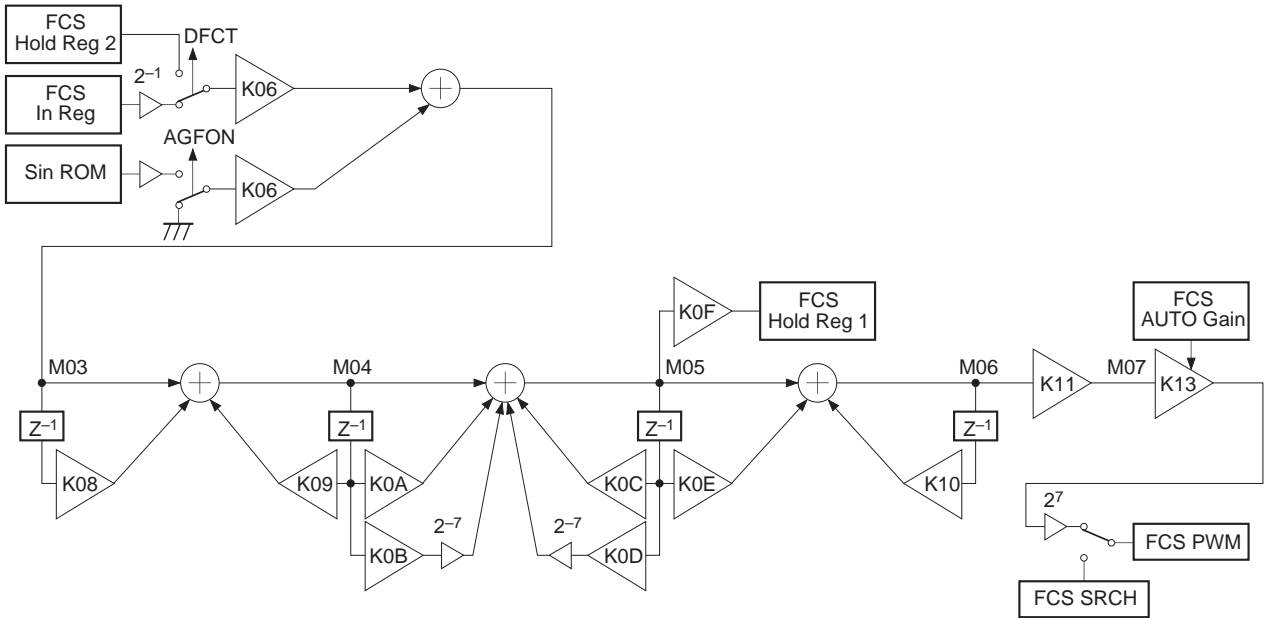 FCS
Hold Reg 2
DFCT
2–1
FCS
In Reg
K06
AGFON
Sin ROM
K06
K0F
FCS
Hold Reg 1
FCS
AUTO Gain
M03
M04
M05
M06
K11
M07
K13
Z–1
Z–1
Z–1
Z–1
K08
K09
K0A
K0C
K0E
K10
2–7
2–7
K0B
K0D
27
FCS PWM
FCS SRCH